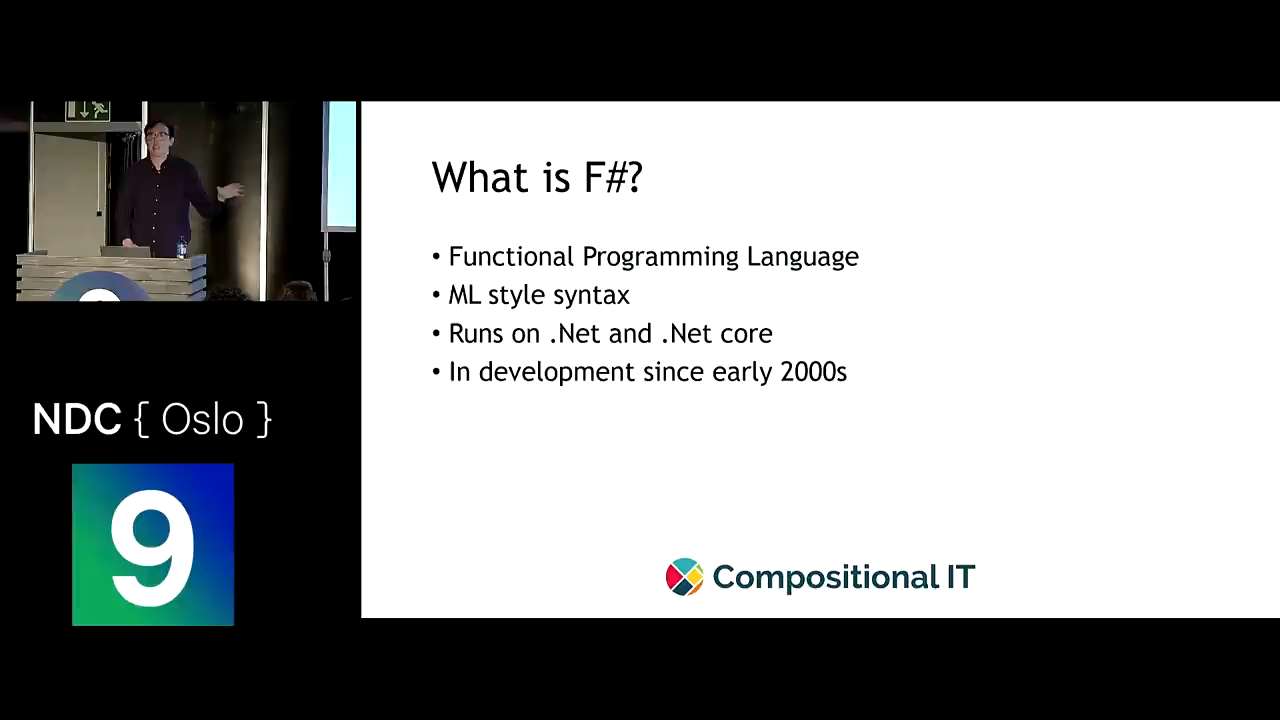 What is F#?
• Functional Programming Language
• ML style syntax
• Runs on .Net and .Net core
• In development since early 2000s
NDC { Oslo }
9
Compositional IT